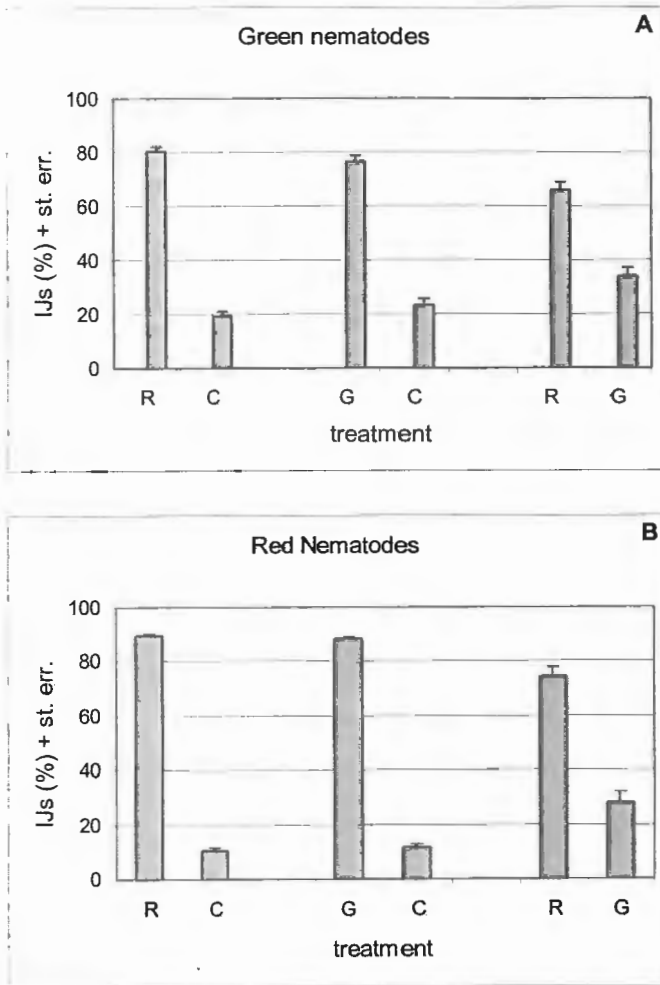 A
Green nematodes
100
80
60
40
20
0
IJs (%) + st. err.
R C G C R G
treatment
B
Red Nematodes
100
80
60
40
20
0
IJs (%) + st. err.
R C G C R G
treatment